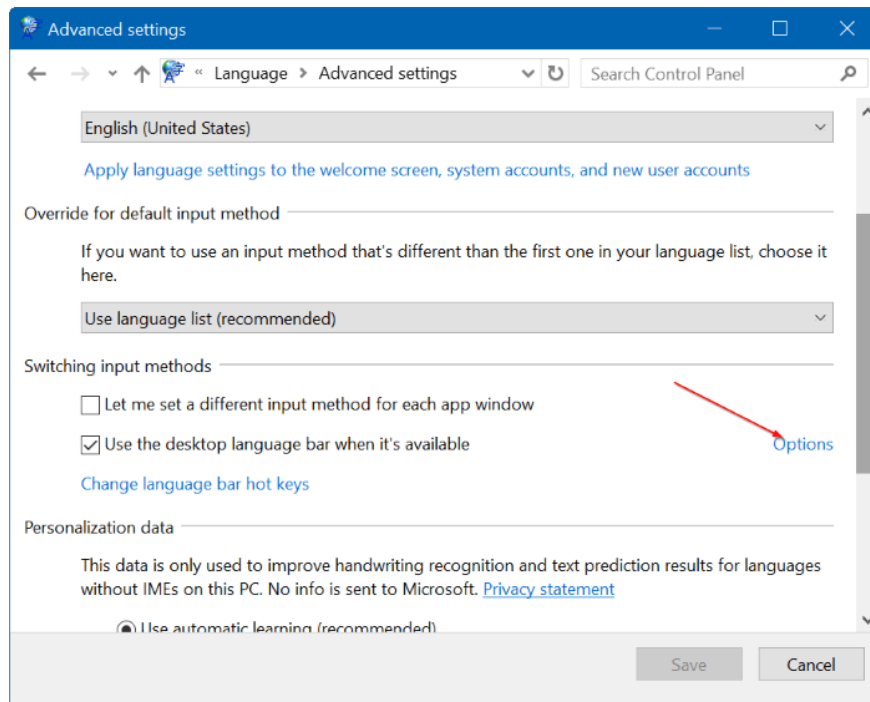 Advanced settings
« Language > Advanced settings
Search Control Panel
English (United States)
Apply language settings to the welcome screen, system accounts, and new user accounts
Override for default input method
If you want to use an input method that's different than the first one in your language list, choose it
here.
Use language list (recommended)
Switching input methods
Let me set a different input method for each app window
Use the desktop language bar when it's available
Options
Change language bar hot keys
Personalization data
This data is only used to improve handwriting recognition and text prediction results for languages
without IMEs on this PC. No info is sent to Microsoft. Privacy statement
Use automatic learning (recommended)
Save
Cancel